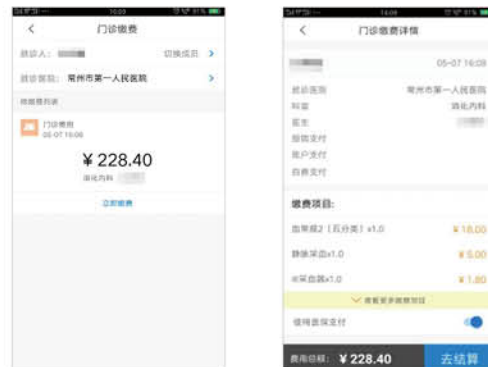 16:09
门诊缴费
就诊人：
切换成员
就诊医院：常州市第一人民医院
待缴费列表
门诊费用
05-07 16:08
¥228.40
消化内科
立即缴费
门诊缴费详情
05-07 16:08
就诊医院
常州市第一人民医院
科室
消化内科
医生
报销支付
账户支付
自费支付
缴费项目:
血常规2（五分类）x1.0
¥18.00
静脉采血x1.0
¥5.00
¥1.80
查看更多缴费项目
使用医保支付
费用总额: ¥228.40
去结算